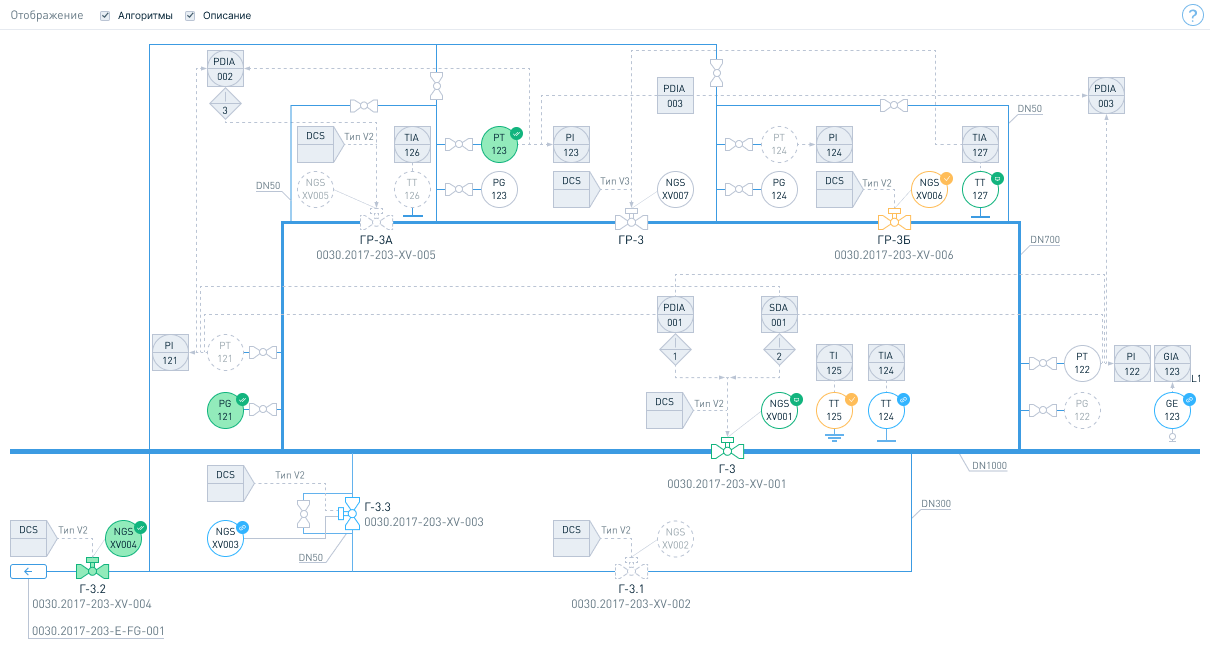 Отображение
Алгоритмы
Описание
?
PDIA
002
3
DCS
Тип V2
TIA
126
NGS
XV005
TT
126
PT
123
PI
123
PG
123
DN50
ГР-3А
0030.2017-203-XV-005
PDIA
003
DCS
Тип V3
NGS
XV007
ГР-3
PT
124
PI
124
PG
124
DCS
Тип V2
NGS
XV006
TIA
127
TT
127
ГР-3Б
0030.2017-203-XV-006
PDIA
003
DN50
DN700
PI
121
PT
121
PG
121
PDIA
001
1
SDA
001
2
DCS
Тип V2
NGS
XV001
TI
125
TT
125
TIA
124
TT
124
PT
122
PI
122
GIA
123
L1
PG
122
GE
123
Г-3
0030.2017-203-XV-001
DN1000
DN300
DCS
Тип V2
NGS
XV003
Г-3.3
0030.2017-203-XV-003
DN50
DCS
Тип V2
NGS
XV004
Г-3.2
0030.2017-203-XV-004
0030.2017-203-E-FG-001
DCS
Тип V2
NGS
XV002
Г-3.1
0030.2017-203-XV-002